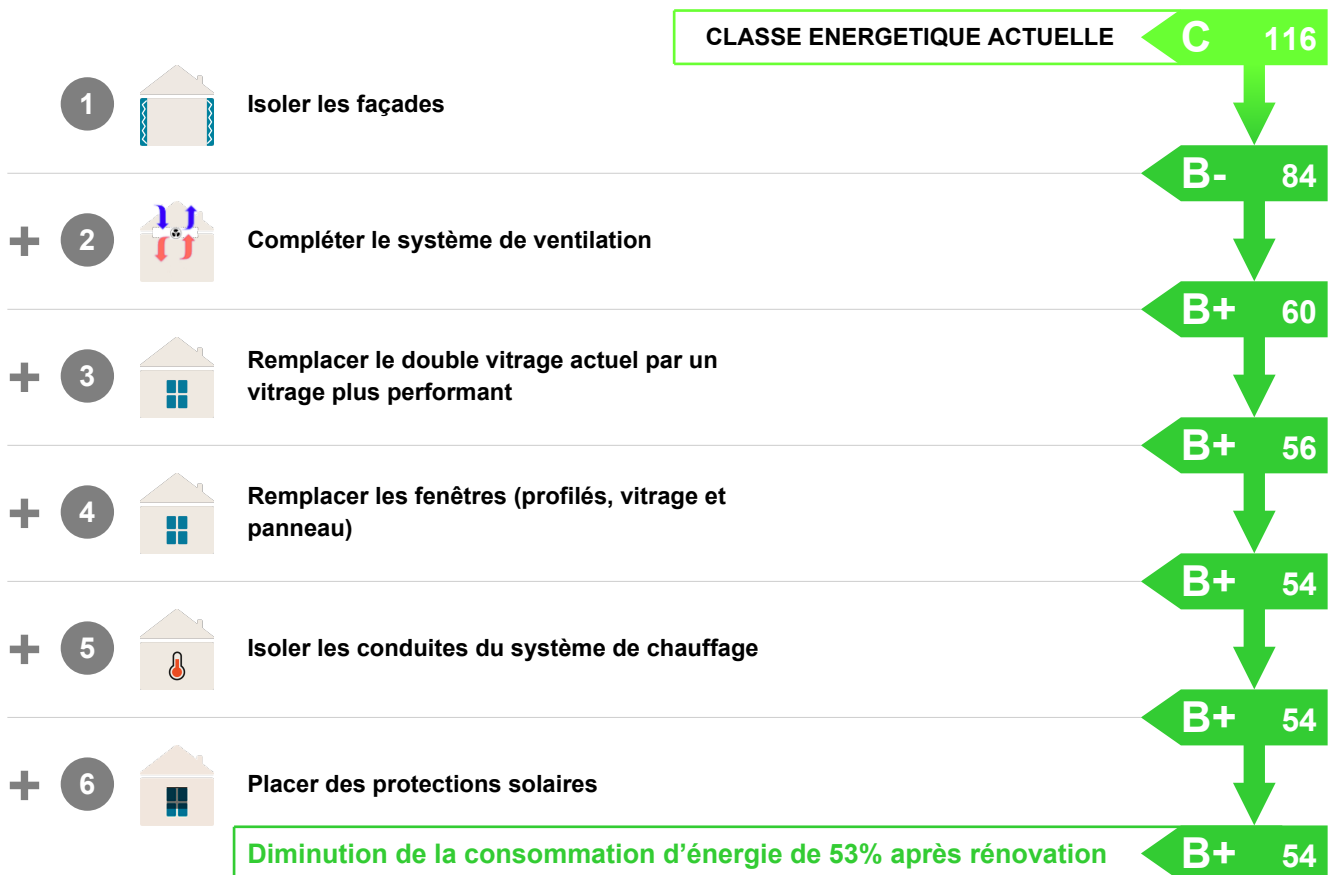 CLASSE ENERGETIQUE ACTUELLE C 116
1 Isoler les façades
B- 84
+ 2 Compléter le système de ventilation
B+ 60
+ 3 Remplacer le double vitrage actuel par un
vitrage plus performant
B+ 56
+ 4 Remplacer les fenêtres (profilés, vitrage et
panneau)
B+ 54
+ 5 Isoler les conduites du système de chauffage
B+ 54
+ 6 Placer des protections solaires
Diminution de la consommation d’énergie de 53% après rénovation B+ 54